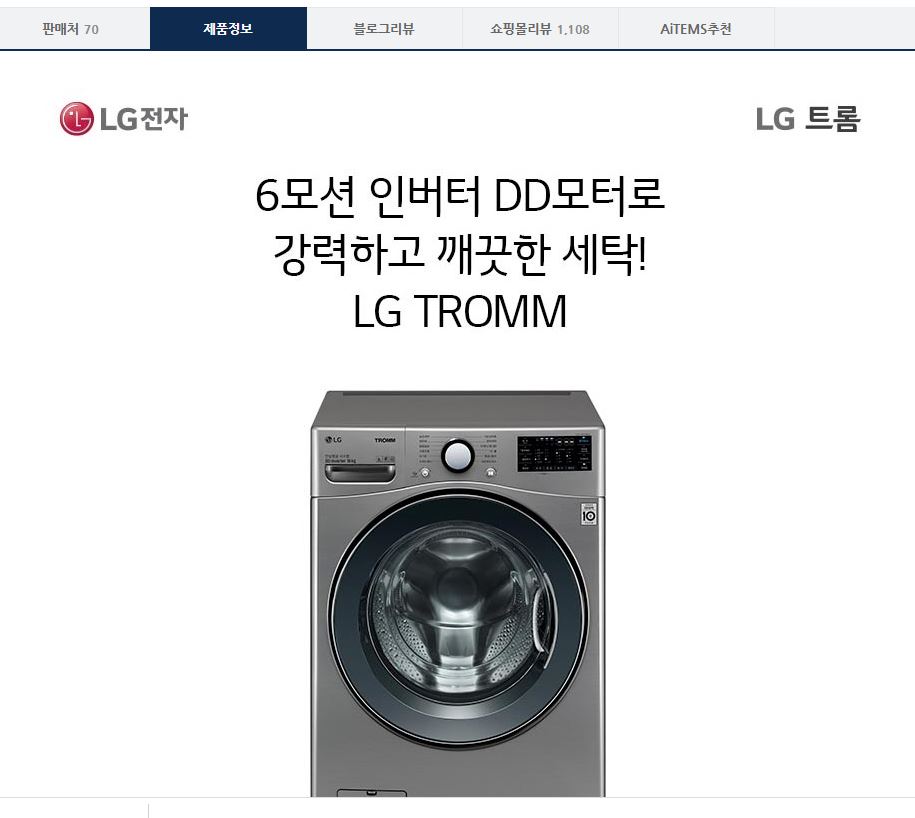 판매처 70
제품정보
블로그리뷰
쇼핑몰리뷰 1,108
AiTEMS추천
LG전자
LG 트롬
6모션 인버터 DD모터로
강력하고 깨끗한 세탁!
LG TROMM
LG
TROMM
10